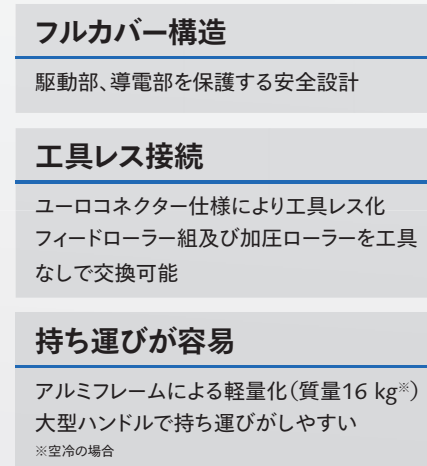 フルカバー構造
駆動部、導電部を保護する安全設計
工具レス接続
ユーロコネクター仕様により工具レス化
フィードローラー組及び加圧ローラーを工具
なしで交換可能
持ち運びが容易
アルミフレームによる軽量化（質量16 kg※）
大型ハンドルで持ち運びがしやすい
※空冷の場合